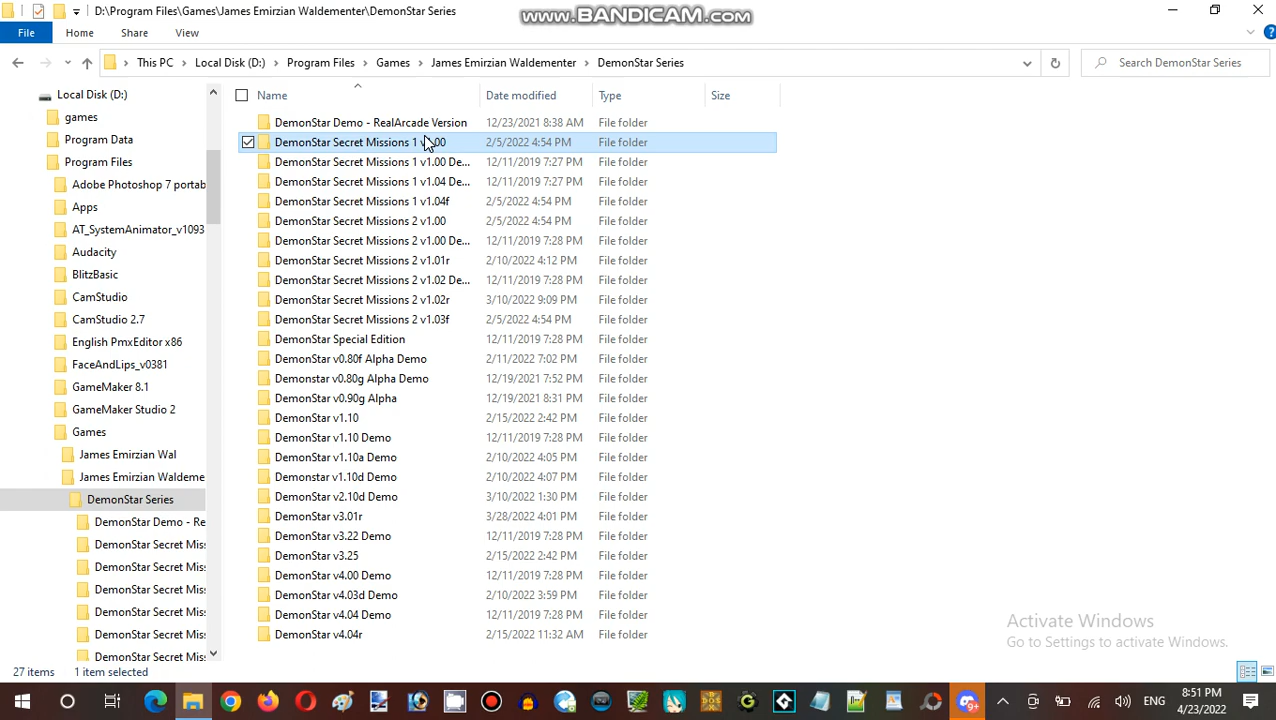 D:\Program Files\Games\James Emirzian Waldementer\DemonStar Series
www.BANDICAM.com
File Home Share View
This PC > Local Disk (D:) > Program Files > Games > James Emirzian Waldementer > DemonStar Series
Search DemonStar Series
Name Date modified Type Size
DemonStar Demo - RealArcade Version 12/23/2021 8:38 AM File folder
DemonStar Secret Missions 1 v1.00 2/5/2022 4:54 PM File folder
DemonStar Secret Missions 1 v1.00 De... 12/11/2019 7:27 PM File folder
DemonStar Secret Missions 1 v1.04 De... 12/11/2019 7:27 PM File folder
DemonStar Secret Missions 1 v1.04f 2/5/2022 4:54 PM File folder
DemonStar Secret Missions 2 v1.00 2/5/2022 4:54 PM File folder
DemonStar Secret Missions 2 v1.00 De... 12/11/2019 7:28 PM File folder
DemonStar Secret Missions 2 v1.01r 2/10/2022 4:12 PM File folder
DemonStar Secret Missions 2 v1.02 De... 12/11/2019 7:28 PM File folder
DemonStar Secret Missions 2 v1.02r 3/10/2022 9:09 PM File folder
DemonStar Secret Missions 2 v1.03f 2/5/2022 4:54 PM File folder
DemonStar Special Edition 12/11/2019 7:28 PM File folder
DemonStar v0.80f Alpha Demo 2/11/2022 7:02 PM File folder
Demonstar v0.80g Alpha Demo 12/19/2021 7:52 PM File folder
DemonStar v0.90g Alpha 12/19/2021 8:31 PM File folder
DemonStar v1.10 2/15/2022 2:42 PM File folder
DemonStar v1.10 Demo 12/11/2019 7:28 PM File folder
DemonStar v1.10a Demo 2/10/2022 4:05 PM File folder
Demonstar v1.10d Demo 2/10/2022 4:07 PM File folder
DemonStar v2.10d Demo 3/10/2022 1:30 PM File folder
DemonStar v3.01r 3/28/2022 4:01 PM File folder
DemonStar v3.22 Demo 12/11/2019 7:28 PM File folder
DemonStar v3.25 2/15/2022 2:42 PM File folder
DemonStar v4.00 Demo 12/11/2019 7:28 PM File folder
DemonStar v4.03d Demo 2/10/2022 3:59 PM File folder
DemonStar v4.04 Demo 12/11/2019 7:28 PM File folder
DemonStar v4.04r 2/15/2022 11:32 AM File folder
Local Disk (D:)
games
Program Data
Program Files
Adobe Photoshop 7 portab
Apps
AT_SystemAnimator_v1093
Audacity
BlitzBasic
CamStudio
CamStudio 2.7
English PmxEditor x86
FaceAndLips_v0381
GameMaker 8.1
GameMaker Studio 2
Games
James Emirzian Wal
James Emirzian Waldeme
DemonStar Series
DemonStar Demo - Re
DemonStar Secret Mis
DemonStar Secret Mis
DemonStar Secret Mis
DemonStar Secret Mis
DemonStar Secret Mis
DemonStar Secret Mis
Activate Windows
Go to Settings to activate Windows.
27 items 1 item selected
ENG
8:51 PM
4/23/2022
9+